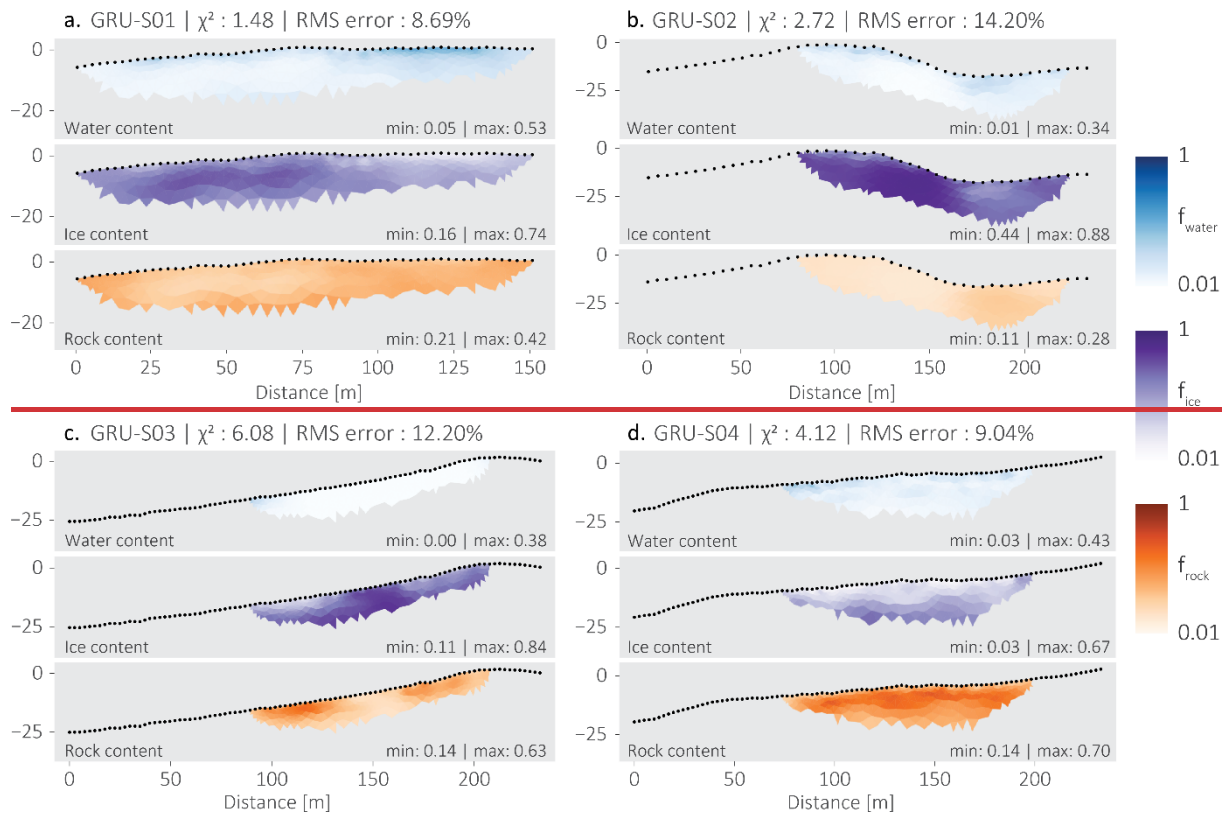 a. GRU-S01 | χ² : 1.48 | RMS error : 8.69%
0
−20
Water content
min: 0.05 | max: 0.53
0
−20
Ice content
min: 0.16 | max: 0.74
0
−20
Rock content
min: 0.21 | max: 0.42
0 25 50 75 100 125 150
Distance [m]
b. GRU-S02 | χ² : 2.72 | RMS error : 14.20%
0
−25
Water content
min: 0.01 | max: 0.34
0
−25
Ice content
min: 0.44 | max: 0.88
0
−25
Rock content
min: 0.11 | max: 0.28
0 50 100 150 200
Distance [m]
c. GRU-S03 | χ² : 6.08 | RMS error : 12.20%
0
−25
Water content
min: 0.00 | max: 0.38
0
−25
Ice content
min: 0.11 | max: 0.84
0
−25
Rock content
min: 0.14 | max: 0.63
0 50 100 150 200
Distance [m]
d. GRU-S04 | χ² : 4.12 | RMS error : 9.04%
0
−25
Water content
min: 0.03 | max: 0.43
0
−25
Ice content
min: 0.03 | max: 0.67
0
−25
Rock content
min: 0.14 | max: 0.70
0 50 100 150 200
Distance [m]
1
f_water
0.01
1
f_ice
0.01
1
f_rock
0.01